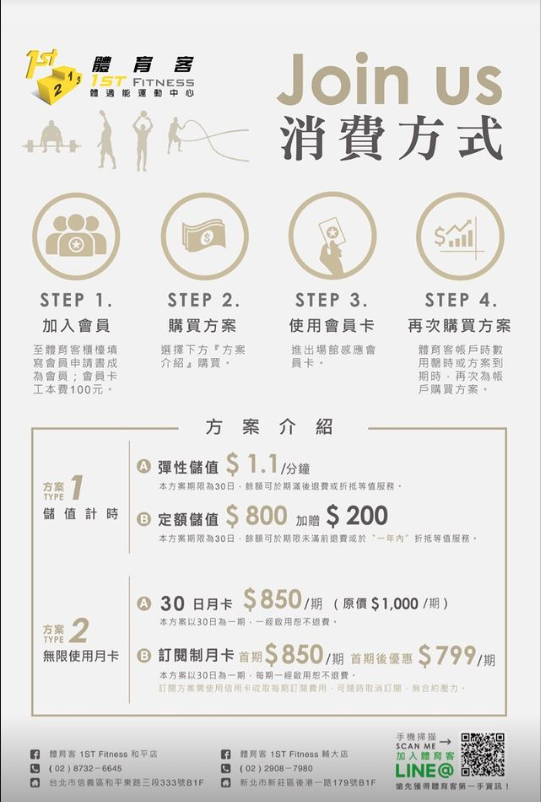 1st
2 1 3
體育客
1ST FITNESS
體適能運動中心
Join us
消費方式
STEP 1.
加入會員
至體育客櫃檯填
寫會員申請書成
為會員；會員卡
工本費100元。
STEP 2.
購買方案
選擇下方『方案
介紹』購買。
STEP 3.
使用會員卡
進出場館感應會
員卡。
STEP 4.
再次購買方案
體育客帳戶時數
用罄時或方案到
期時，再次為帳
戶購買方案。
方案介紹
方案 1
TYPE
儲值計時
A 彈性儲值 $1.1/分鐘
本方案期限為30日，餘額可於期滿後退費或折抵等值服務。
B 定額儲值 $800 加贈 $200
本方案期限為30日，餘額可於期限未滿前退費或於"一年內"折抵等值服務。
方案 2
TYPE
無限使用月卡
A 30 日月卡 $850/期 (原價 $1,000 /期)
本方案以30日為一期，一經啟用恕不退費。
B 訂閱制月卡 首期$850/期 首期後優惠 $799/期
本方案以30日為一期，每期一經啟用恕不退費。
訂閱方案需使用信用卡收取每期訂閱費用，可隨時取消訂閱，無合約壓力。
體育客 1ST Fitness 和平店
(02)8732-6645
台北市信義區和平東路三段333號B1F
體育客 1ST Fitness 輔大店
(02)2908-7980
新北市新莊區後港一路179號B1F
手機掃描
SCAN ME →
加入體育客
LINE@
搶先獲得體育客第一手資訊！